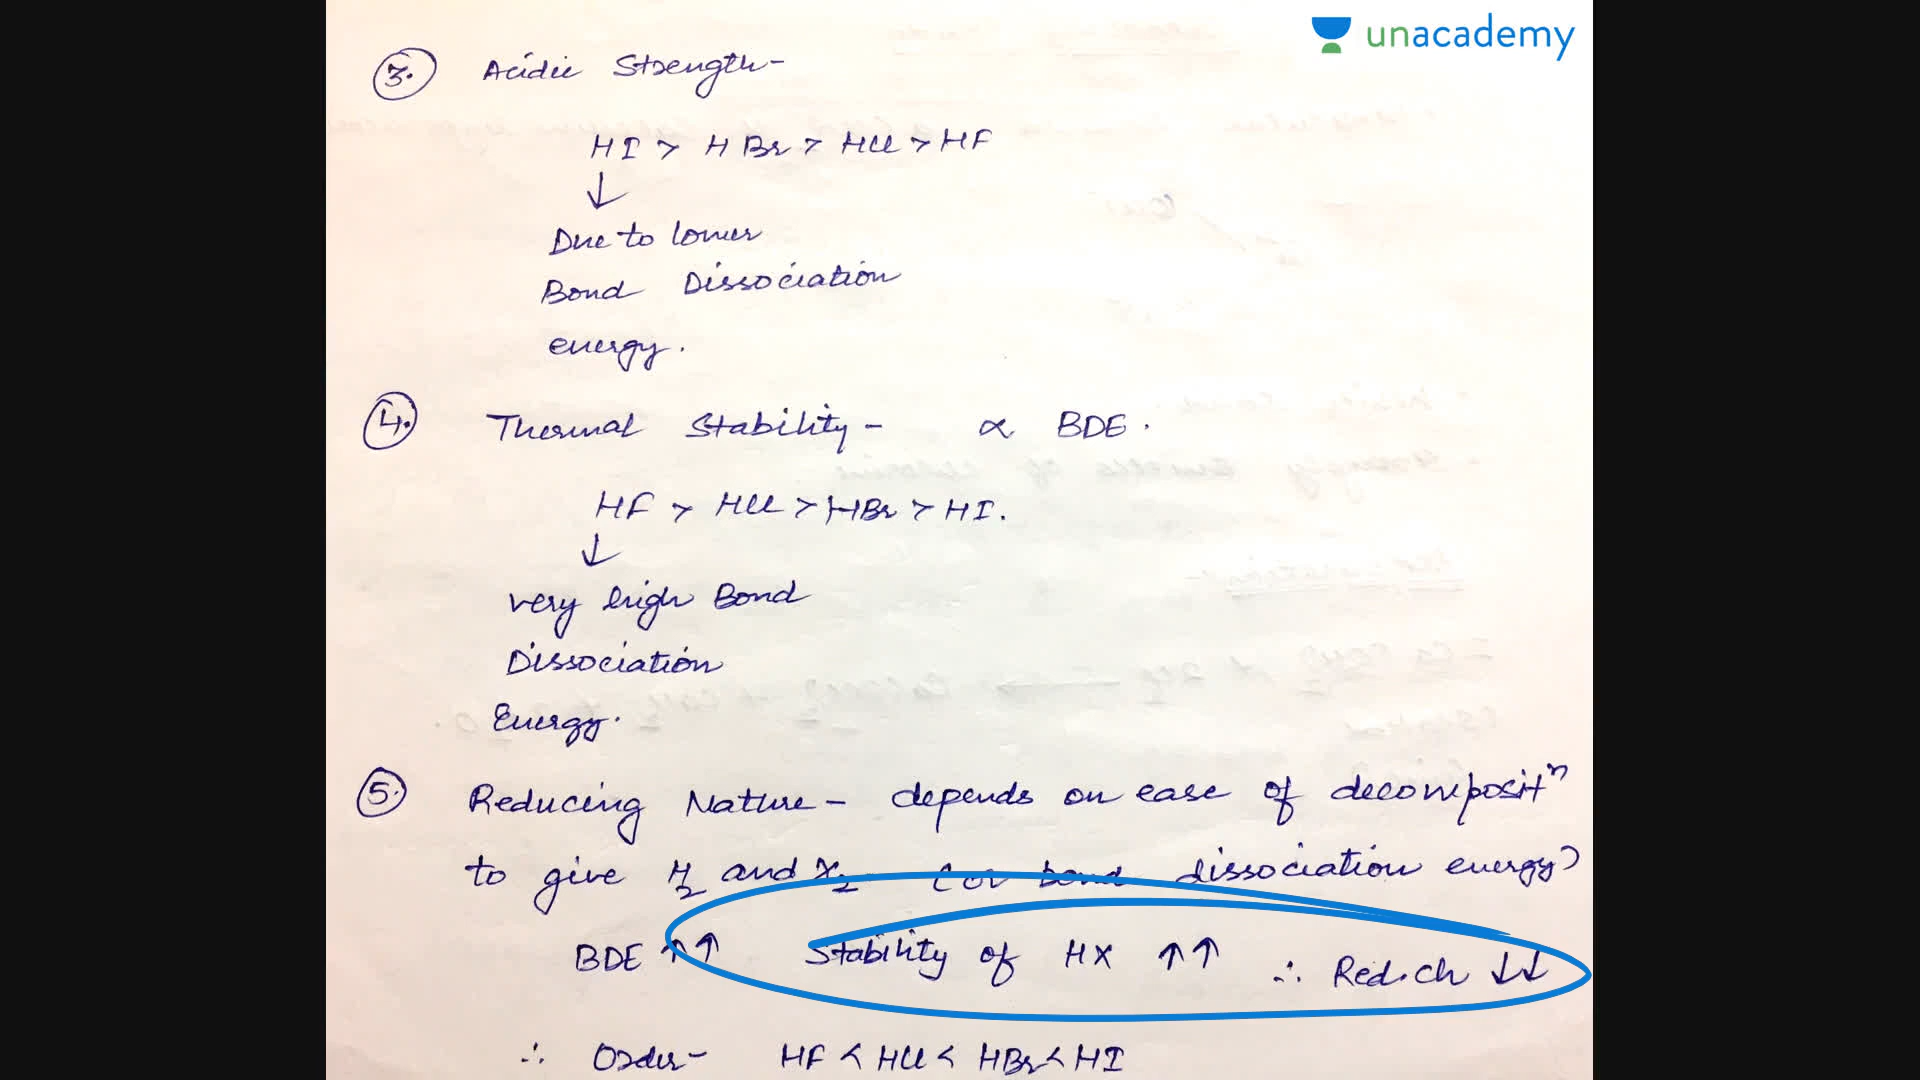 unacademy
3. Acidic Strength-
HI > HBr > HCl > HF
↓
Due to lower
Bond Dissociation
energy.
4. Thermal Stability- ∝ BDE.
HF > HCl > HBr > HI.
↓
very high Bond
Dissociation
Energy.
5. Reducing Nature- depends on ease of decompositⁿ
to give H₂ and X₂ (or bond dissociation energy)
BDE ↑↑ Stability of HX ↑↑ ∴ Red.ch ↓↓
∴ Order- HF < HCl < HBr < HI